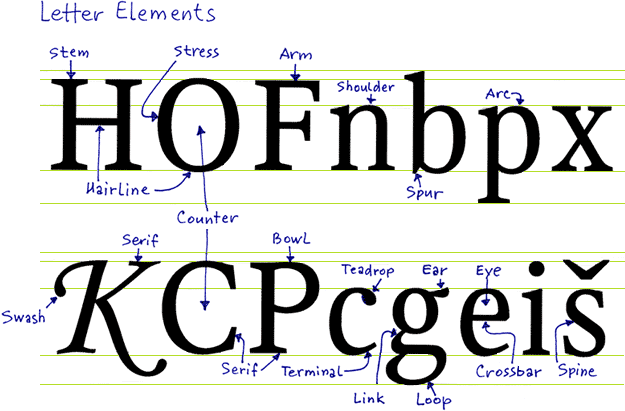 Letter Elements
Stem Stress Arm Shoulder Arc
HOFnbpx
Hairline Spur
Counter
Serif Bowl Teadrop Ear Eye
KCPcgeiš
Swash Serif Terminal Link Loop Crossbar Spine